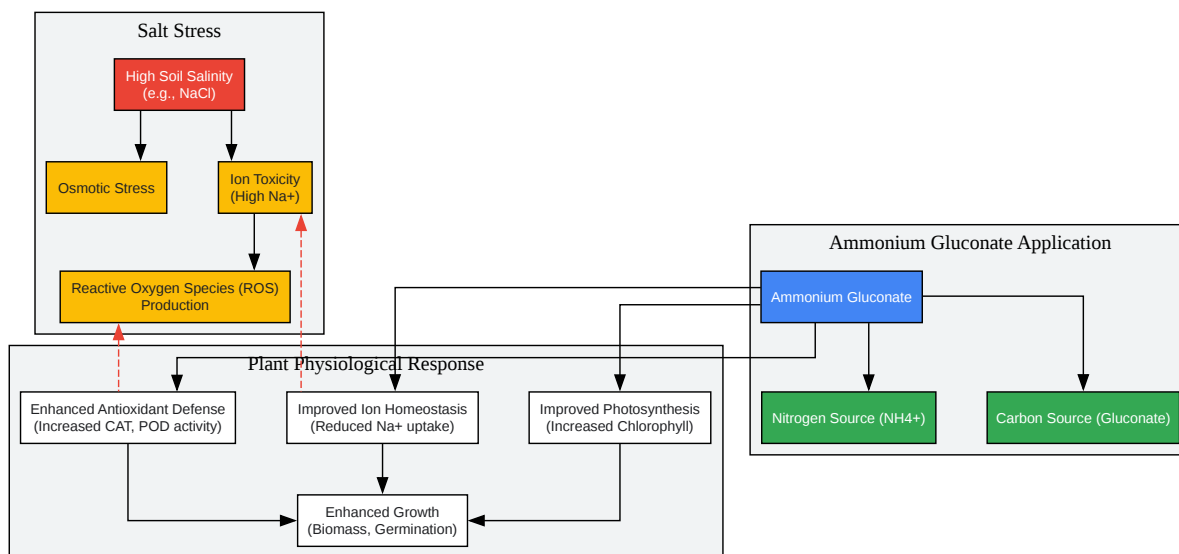 Salt Stress
High Soil Salinity
(e.g., NaCl)
Osmotic Stress
Ion Toxicity
(High Na+)
Reactive Oxygen Species (ROS)
Production
Ammonium Gluconate Application
Ammonium Gluconate
Nitrogen Source (NH4+)
Carbon Source (Gluconate)
Plant Physiological Response
Enhanced Antioxidant Defense
(Increased CAT, POD activity)
Improved Ion Homeostasis
(Reduced Na+ uptake)
Improved Photosynthesis
(Increased Chlorophyll)
Enhanced Growth
(Biomass, Germination)